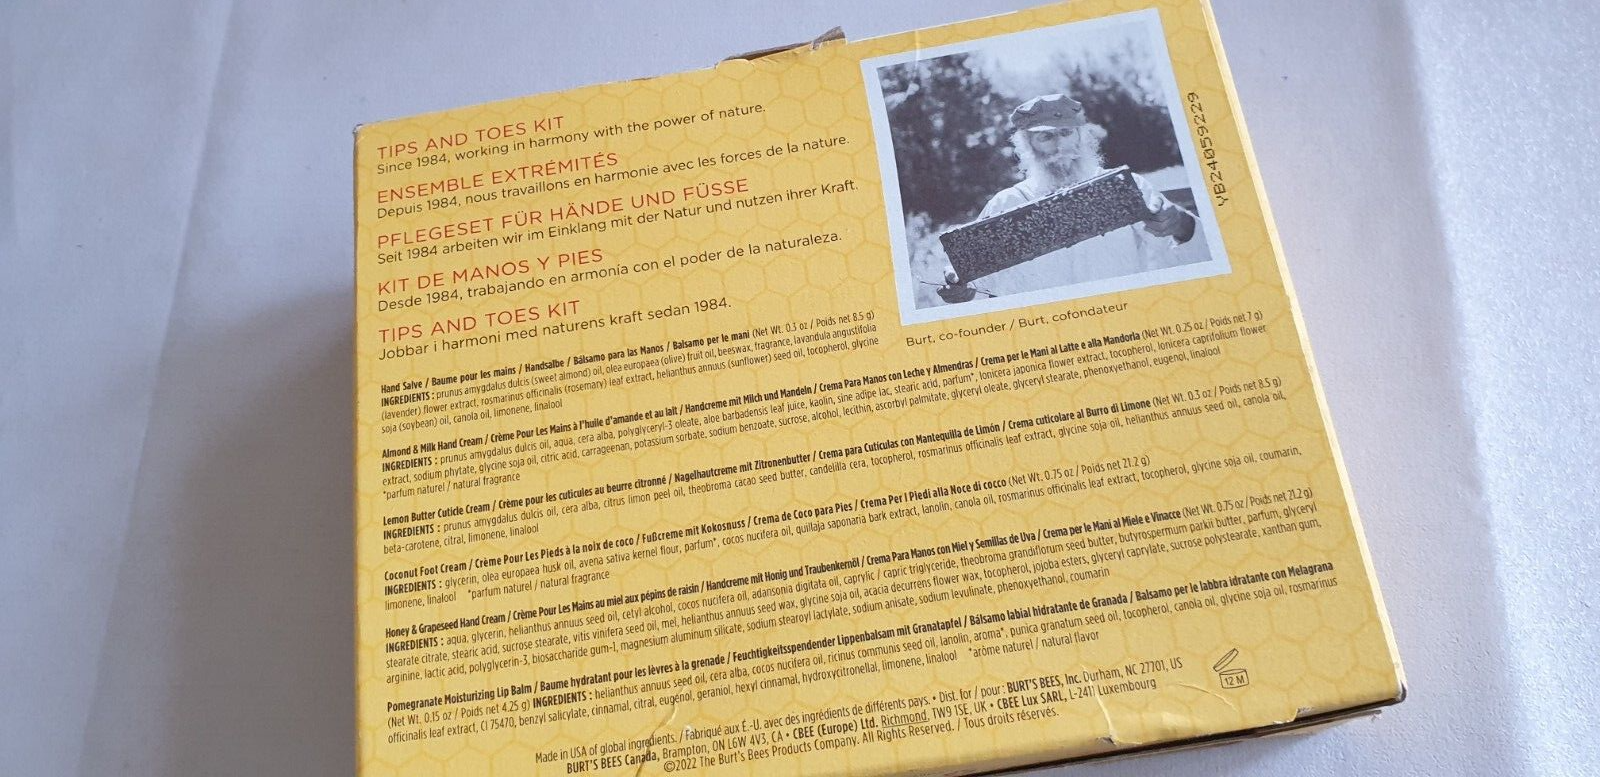 TIPS AND TOES KIT
Since 1984, working in harmony with the power of nature.
ENSEMBLE EXTRÉMITÉS
Depuis 1984, nous travaillons en harmonie avec les forces de la nature.
PFLEGESET FÜR HÄNDE UND FÜSSE
Seit 1984 arbeiten wir im Einklang mit der Natur und nutzen ihrer Kraft.
KIT DE MANOS Y PIES
Desde 1984, trabajando en armonía con el poder de la naturaleza.
TIPS AND TOES KIT
Jobbar i harmoni med naturens kraft sedan 1984.
YB24059229
Burt, co-founder / Burt, cofondateur
Hand Salve / Baume pour les mains / Handsalbe / Bálsamo para las Manos / Balsamo per le mani (Net Wt. 0.3 oz / Poids net 8.5 g)
INGREDIENTS : prunus amygdalus dulcis (sweet almond) oil, olea europaea (olive) fruit oil, beeswax, fragrance, lavandula angustifolia
(lavender) flower extract, rosmarinus officinalis (rosemary) leaf extract, helianthus annuus (sunflower) seed oil, tocopherol, glycine
soja (soybean) oil, canola oil, limonene, linalool
Almond & Milk Hand Cream / Crème Pour Les Mains à l'huile d'amande et au lait / Handcreme mit Milch und Mandeln / Crema Para Manos con Leche y Almendras / Crema per le Mani al Latte e alla Mandorla (Net Wt. 0.25 oz / Poids net 7 g)
INGREDIENTS : prunus amygdalus dulcis oil, aqua, cera alba, polyglyceryl-3 oleate, aloe barbadensis leaf juice, kaolin, sine adipe lac, stearic acid, parfum*, lonicera japonica flower extract, tocopherol, lonicera caprifolium flower
extract, sodium phytate, glycine soja oil, citric acid, carrageenan, potassium sorbate, sodium benzoate, sucrose, alcohol, lecithin, ascorbyl palmitate, glyceryl oleate, glyceryl stearate, phenoxyethanol, eugenol, linalool
*parfum naturel / natural fragrance
Lemon Butter Cuticle Cream / Crème pour les cuticules au beurre citronné / Nagelhautcreme mit Zitronenbutter / Crema para Cutículas con Mantequilla de Limón / Crema cuticolare al Burro di Limone (Net Wt. 0.3 oz / Poids net 8.5 g)
INGREDIENTS : prunus amygdalus dulcis oil, cera alba, citrus limon peel oil, theobroma cacao seed butter, candelilla cera, tocopherol, rosmarinus officinalis leaf extract, glycine soja oil, helianthus annuus seed oil, canola oil,
beta-carotene, citral, limonene, linalool
Coconut Foot Cream / Crème Pour Les Pieds à la noix de coco / Fußcreme mit Kokosnuss / Crema de Coco para Pies / Crema Per I Piedi alla Noce di cocco (Net Wt. 0.75 oz / Poids net 21.2 g)
INGREDIENTS : glycerin, olea europaea husk oil, avena sativa kernel flour, parfum*, cocos nucifera oil, quillaja saponaria bark extract, lanolin, canola oil, rosmarinus officinalis leaf extract, tocopherol, glycine soja oil, coumarin,
limonene, linalool *parfum naturel / natural fragrance
Honey & Grapeseed Hand Cream / Crème Pour Les Mains au miel aux pépins de raisin / Handcreme mit Honig und Traubenkernöl / Crema Para Manos con Miel y Semillas de Uva / Crema per le Mani al Miele e Vinacce (Net Wt. 0.75 oz / Poids net 21.2 g)
INGREDIENTS : aqua, glycerin, helianthus annuus seed oil, cetyl alcohol, cocos nucifera oil, adansonia digitata oil, caprylic / capric triglyceride, theobroma grandiflorum seed butter, butyrospermum parkii butter, parfum, glyceryl
stearate citrate, stearic acid, sucrose stearate, vitis vinifera seed oil, mel, helianthus annuus seed wax, glycine soja oil, acacia decurrens flower wax, tocopherol, jojoba esters, glyceryl caprylate, sucrose polystearate, xanthan gum,
arginine, lactic acid, polyglycerin-3, biosaccharide gum-1, magnesium aluminum silicate, sodium stearoyl lactylate, sodium anisate, sodium levulinate, phenoxyethanol, coumarin
Pomegranate Moisturizing Lip Balm / Baume hydratant pour les lèvres à la grenade / Feuchtigkeitsspendender Lippenbalsam mit Granatapfel / Bálsamo labial hidratante de Granada / Balsamo per le labbra idratante con Melagrana
(Net Wt. 0.15 oz / Poids net 4.25 g) INGREDIENTS : helianthus annuus seed oil, cera alba, cocos nucifera oil, ricinus communis seed oil, lanolin, aroma*, punica granatum seed oil, tocopherol, canola oil, glycine soja oil, rosmarinus
officinalis leaf extract, CI 75470, benzyl salicylate, cinnamal, citral, eugenol, geraniol, hexyl cinnamal, hydroxycitronellal, limonene, linalool *arôme naturel / natural flavor
Made in USA of global ingredients. / Fabriqué aux É.-U. avec des ingrédients de différents pays. • Dist. for / pour : BURT'S BEES, Inc. Durham, NC 27701, US
BURT'S BEES Canada, Brampton, ON L6W 4V3, CA • CBEE (Europe) Ltd. Richmond, TW9 1SE, UK • CBEE Lux SARL, L-2411 Luxembourg
©2022 The Burt's Bees Products Company. All Rights Reserved. / Tous droits réservés.
12 M